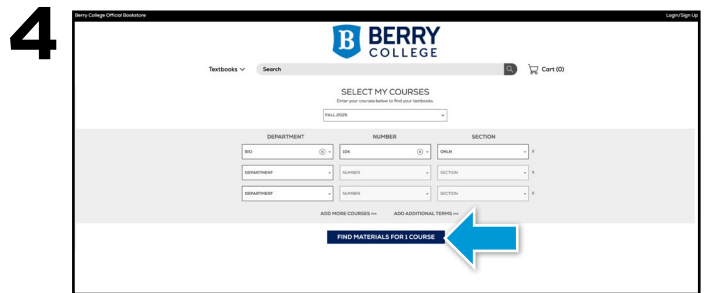 4
Berry College Official Bookstore Login/Sign Up
B BERRY
COLLEGE
Textbooks Search Cart (0)
SELECT MY COURSES
Enter your courses below to find your textbooks.
FALL 2025
DEPARTMENT NUMBER SECTION
BIO 104 ONLN X
DEPARTMENT NUMBER SECTION X
DEPARTMENT NUMBER SECTION X
ADD MORE COURSES >>> ADD ADDITIONAL TERMS >>>
FIND MATERIALS FOR 1 COURSE